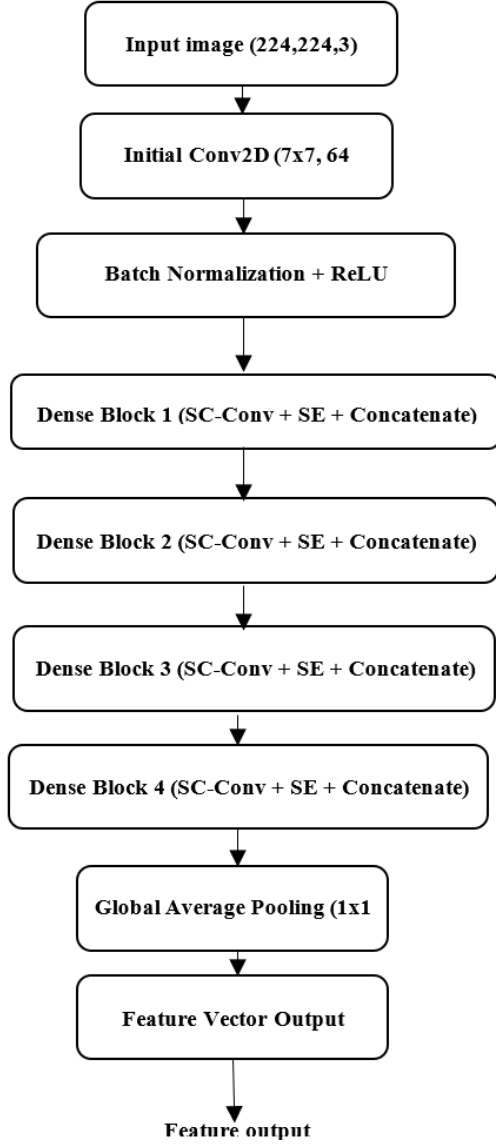 Input image (224,224,3)
Initial Conv2D (7x7, 64
Batch Normalization + ReLU
Dense Block 1 (SC-Conv + SE + Concatenate)
Dense Block 2 (SC-Conv + SE + Concatenate)
Dense Block 3 (SC-Conv + SE + Concatenate)
Dense Block 4 (SC-Conv + SE + Concatenate)
Global Average Pooling (1x1
Feature Vector Output
Feature output